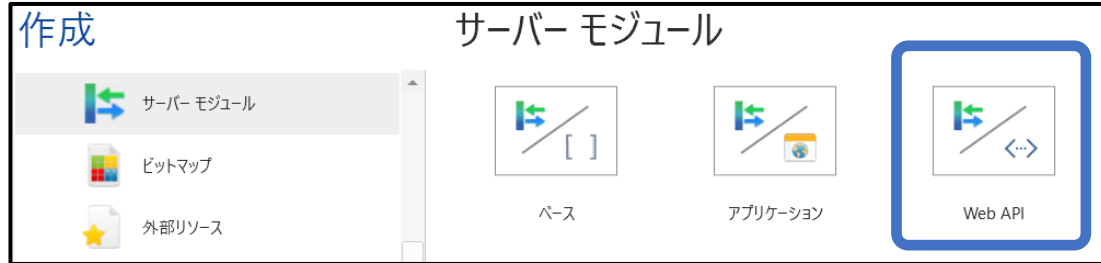 作成
サーバー モジュール
ビットマップ
外部リソース
サーバー モジュール
[ ]
ベース
アプリケーション
<··>
Web API